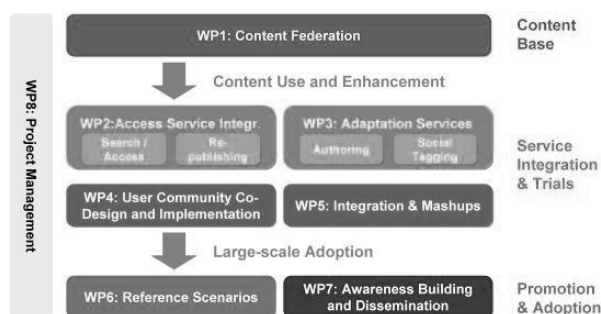 WP8: Project Management
WP1: Content Federation
Content
Base
Content Use and Enhancement
WP2:Access Service Integr.
Search /
Access
Re-
publishing
WP3: Adaptation Services
Authoring
Social
Tagging
Service
Integration
& Trials
WP4: User Community Co-
Design and Implementation
WP5: Integration & Mashups
Large-scale Adoption
WP6: Reference Scenarios
WP7: Awareness Building
and Dissemination
Promotion
& Adoption